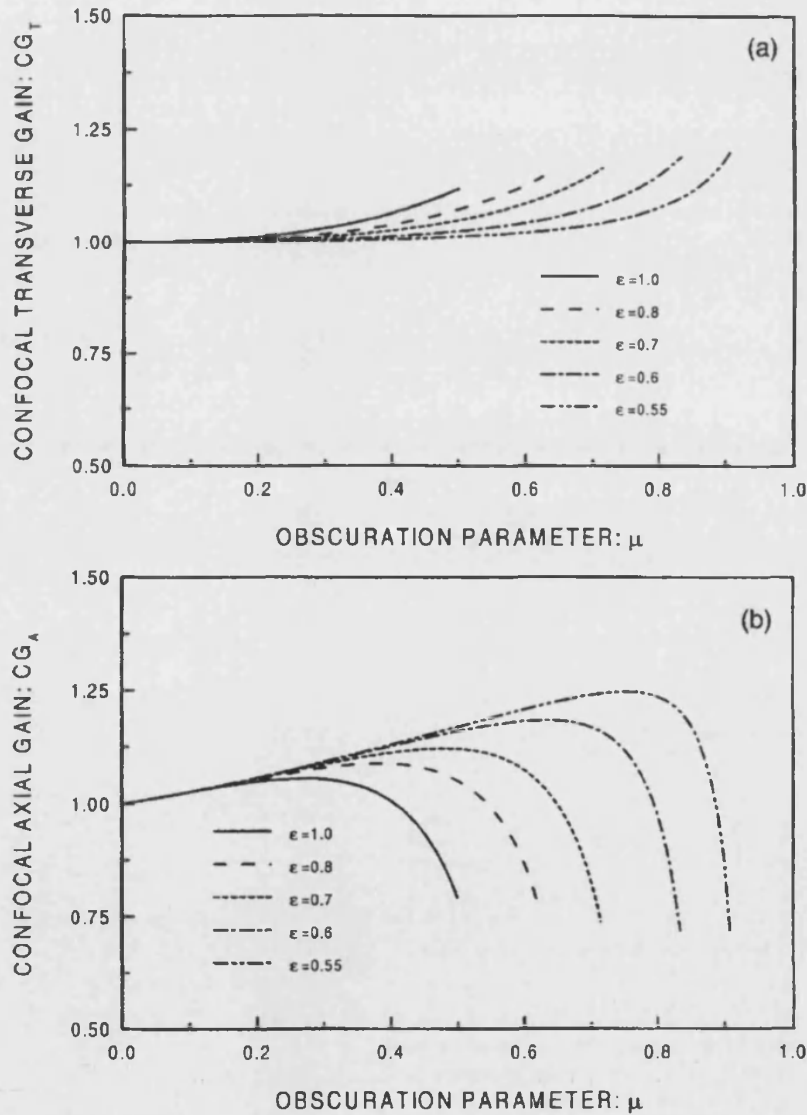 1.50
(a)
1.25
1.00
0.75
0.50
CONFOCAL TRANSVERSE GAIN: CG_T
ε=1.0
ε=0.8
ε=0.7
ε=0.6
ε=0.55
0.0 0.2 0.4 0.6 0.8 1.0
OBSCURATION PARAMETER: μ
1.50
(b)
1.25
1.00
0.75
0.50
CONFOCAL AXIAL GAIN: CG_A
ε=1.0
ε=0.8
ε=0.7
ε=0.6
ε=0.55
0.0 0.2 0.4 0.6 0.8 1.0
OBSCURATION PARAMETER: μ